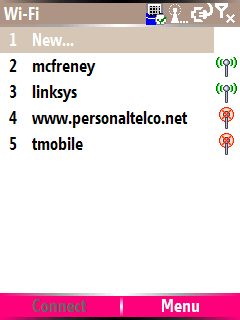 Wi-Fi
1 New...
2 mcfreney
3 linksys
4 www.personaltelco.net
5 tmobile
Connect Menu